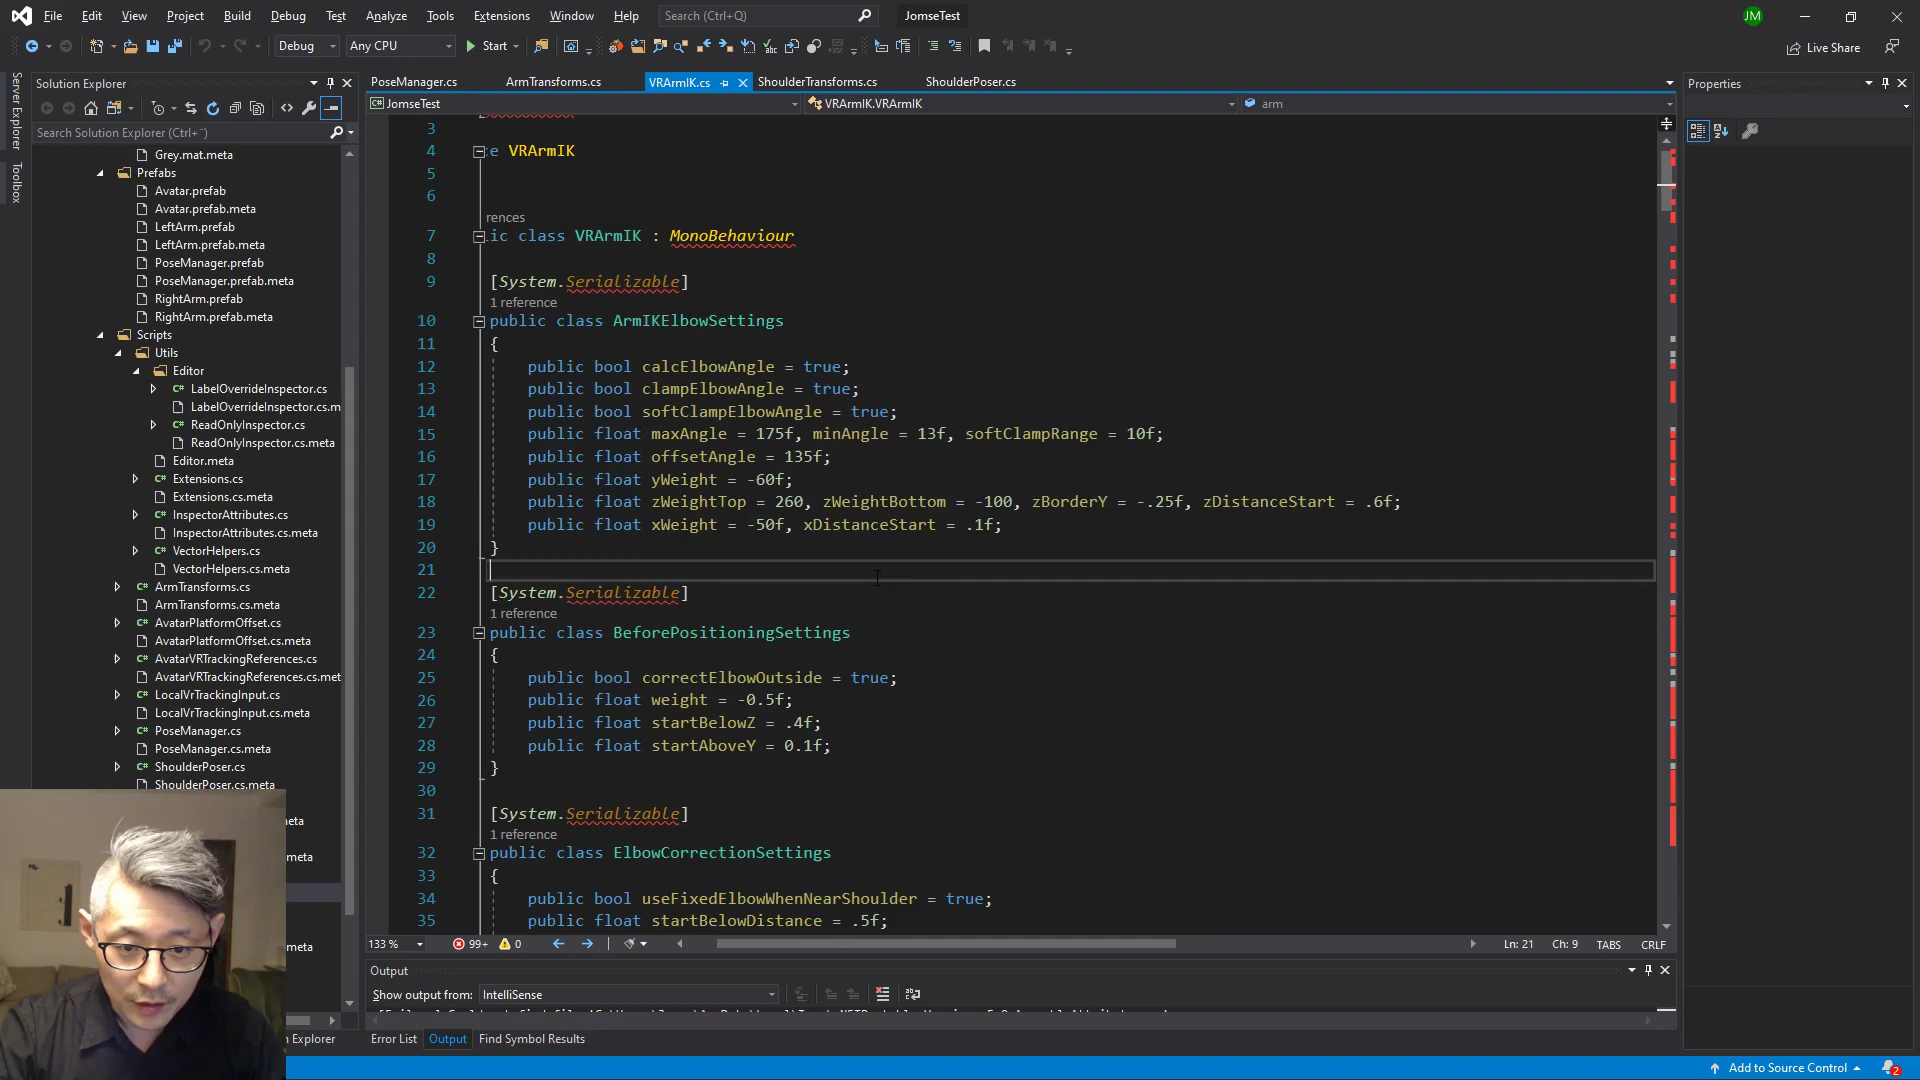 File Edit View Project Build Debug Test Analyze Tools Extensions Window Help Search (Ctrl+Q) JomseTest JM
Debug Any CPU Start Live Share
Server Explorer
Toolbox
Solution Explorer
Search Solution Explorer (Ctrl+¨)
Grey.mat.meta
Prefabs
Avatar.prefab
Avatar.prefab.meta
LeftArm.prefab
LeftArm.prefab.meta
PoseManager.prefab
PoseManager.prefab.meta
RightArm.prefab
RightArm.prefab.meta
Scripts
Utils
Editor
C# LabelOverrideInspector.cs
LabelOverrideInspector.cs.m
C# ReadOnlyInspector.cs
ReadOnlyInspector.cs.meta
Editor.meta
C# Extensions.cs
Extensions.cs.meta
C# InspectorAttributes.cs
InspectorAttributes.cs.meta
C# VectorHelpers.cs
VectorHelpers.cs.meta
C# ArmTransforms.cs
ArmTransforms.cs.meta
C# AvatarPlatformOffset.cs
AvatarPlatformOffset.cs.meta
C# AvatarVRTrackingReferences.cs
AvatarVRTrackingReferences.cs.met
C# LocalVrTrackingInput.cs
LocalVrTrackingInput.cs.meta
C# PoseManager.cs
PoseManager.cs.meta
C# ShoulderPoser.cs
ShoulderPoser.cs.meta
eta
meta
meta
n Explorer
PoseManager.cs ArmTransforms.cs VRArmIK.cs ShoulderTransforms.cs ShoulderPoser.cs
C# JomseTest VRArmIK.VRArmIK arm
3
4 e VRArmIK
5
6
rences
7 ic class VRArmIK : MonoBehaviour
8
9 [System.Serializable]
1 reference
10 public class ArmIKElbowSettings
11 {
12 public bool calcElbowAngle = true;
13 public bool clampElbowAngle = true;
14 public bool softClampElbowAngle = true;
15 public float maxAngle = 175f, minAngle = 13f, softClampRange = 10f;
16 public float offsetAngle = 135f;
17 public float yWeight = -60f;
18 public float zWeightTop = 260, zWeightBottom = -100, zBorderY = -.25f, zDistanceStart = .6f;
19 public float xWeight = -50f, xDistanceStart = .1f;
20 }
21
22 [System.Serializable]
1 reference
23 public class BeforePositioningSettings
24 {
25 public bool correctElbowOutside = true;
26 public float weight = -0.5f;
27 public float startBelowZ = .4f;
28 public float startAboveY = 0.1f;
29 }
30
31 [System.Serializable]
1 reference
32 public class ElbowCorrectionSettings
33 {
34 public bool useFixedElbowWhenNearShoulder = true;
35 public float startBelowDistance = .5f;
133 % 99+ 0 Ln: 21 Ch: 9 TABS CRLF
Output
Show output from: IntelliSense
Error List Output Find Symbol Results
Properties
Add to Source Control 2